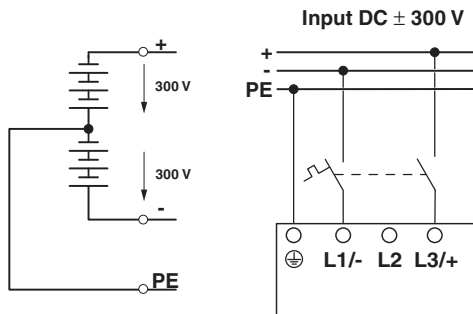 Input DC ± 300 V
+
300 V
300 V
-
PE
+
-
PE
L1/- L2 L3/+